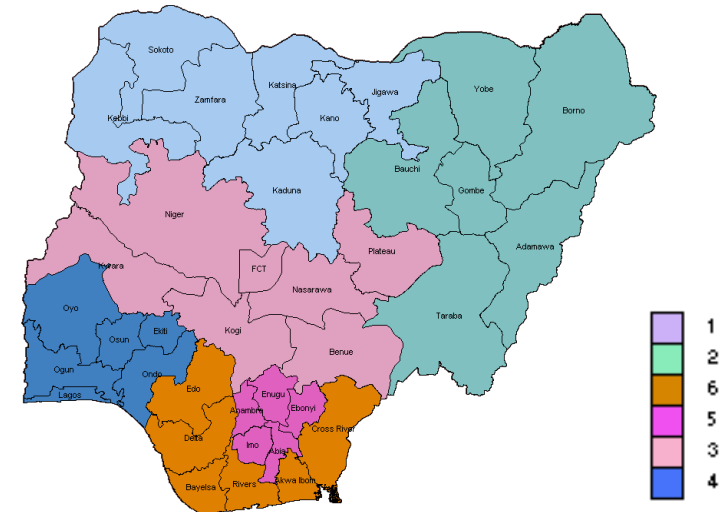 Sokoto
Katsina
Jigawa
Yobe
Zamfara
Borno
Kebbi
Kano
Bauchi
Gombe
Kaduna
Niger
Adamawa
Plateau
Kwara
FCT
Nasarawa
Oyo
Taraba
Kogi
Ekiti
Osun
Benue
Ogun
Ondo
Edo
Lagos
Enugu
Anambra
Ebonyi
Cross River
Delta
Imo
Abia
Bayelsa
Rivers
Akwa Ibom
1
2
6
5
3
4